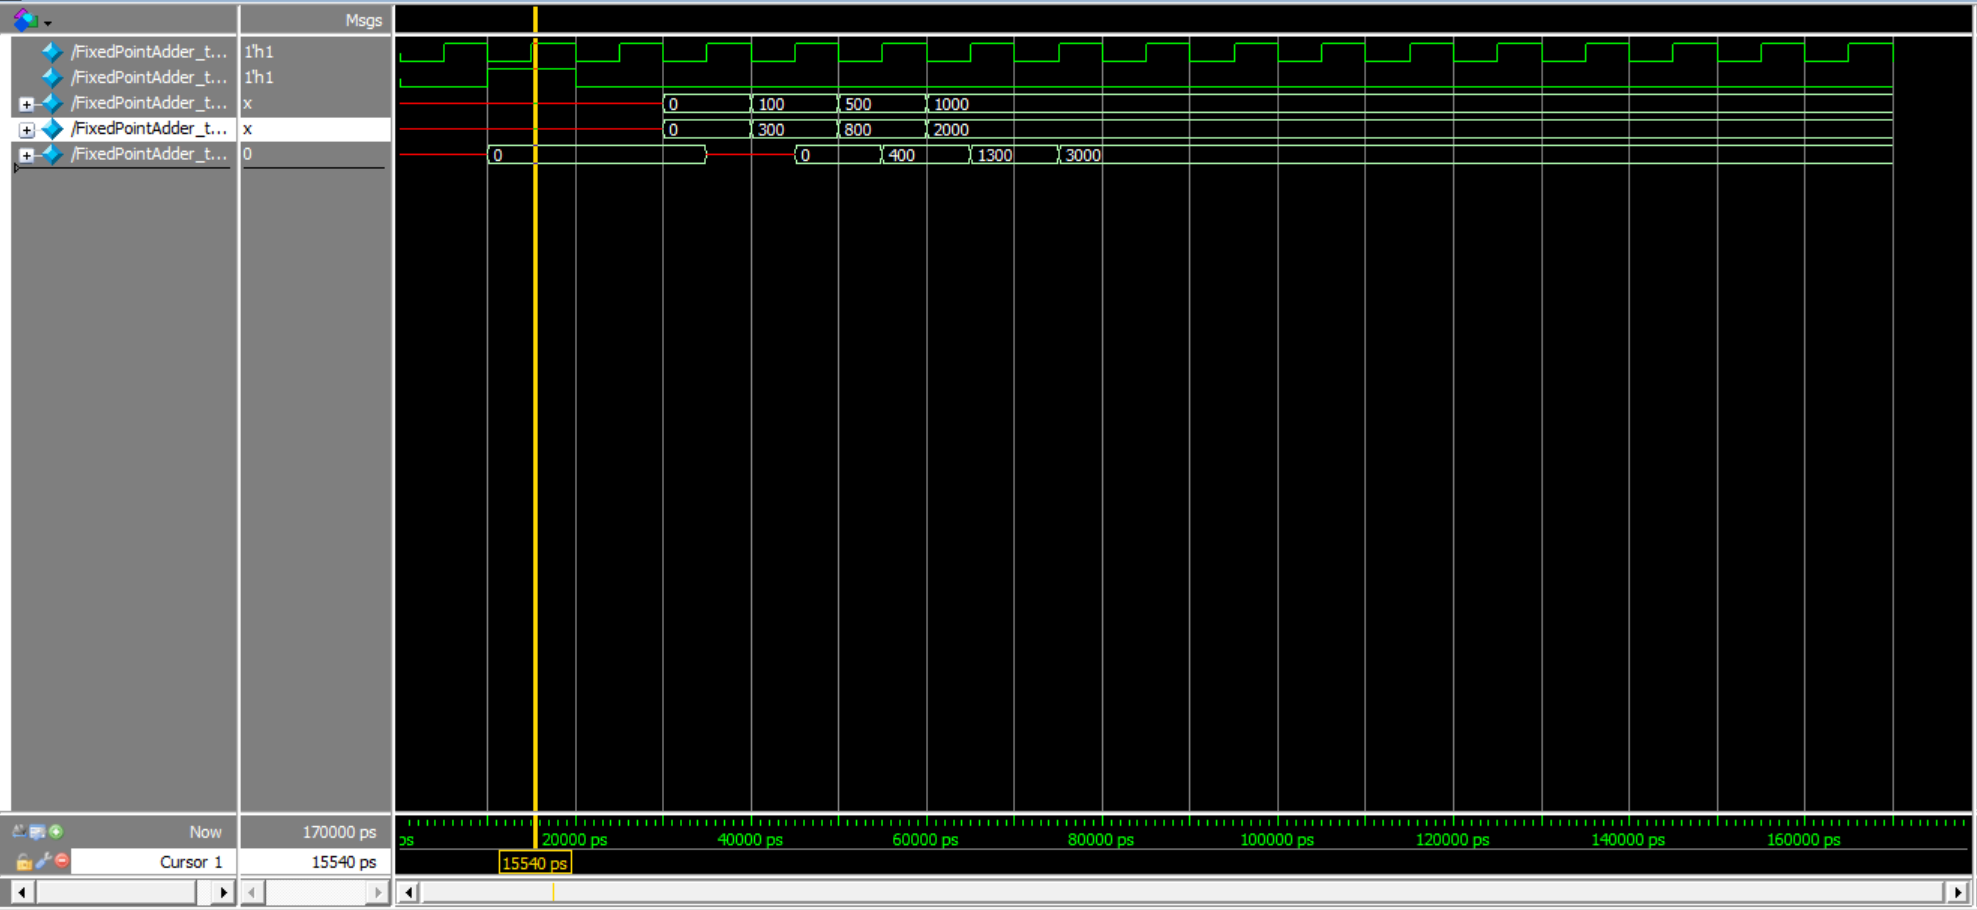 Msgs
/FixedPointAdder_t... 1'h1
/FixedPointAdder_t... 1'h1
/FixedPointAdder_t... x 0 100 500 1000
/FixedPointAdder_t... x 0 300 800 2000
/FixedPointAdder_t... 0 0 0 400 1300 3000
Now 170000 ps ps 20000 ps 40000 ps 60000 ps 80000 ps 100000 ps 120000 ps 140000 ps 160000 ps
Cursor 1 15540 ps 15540 ps